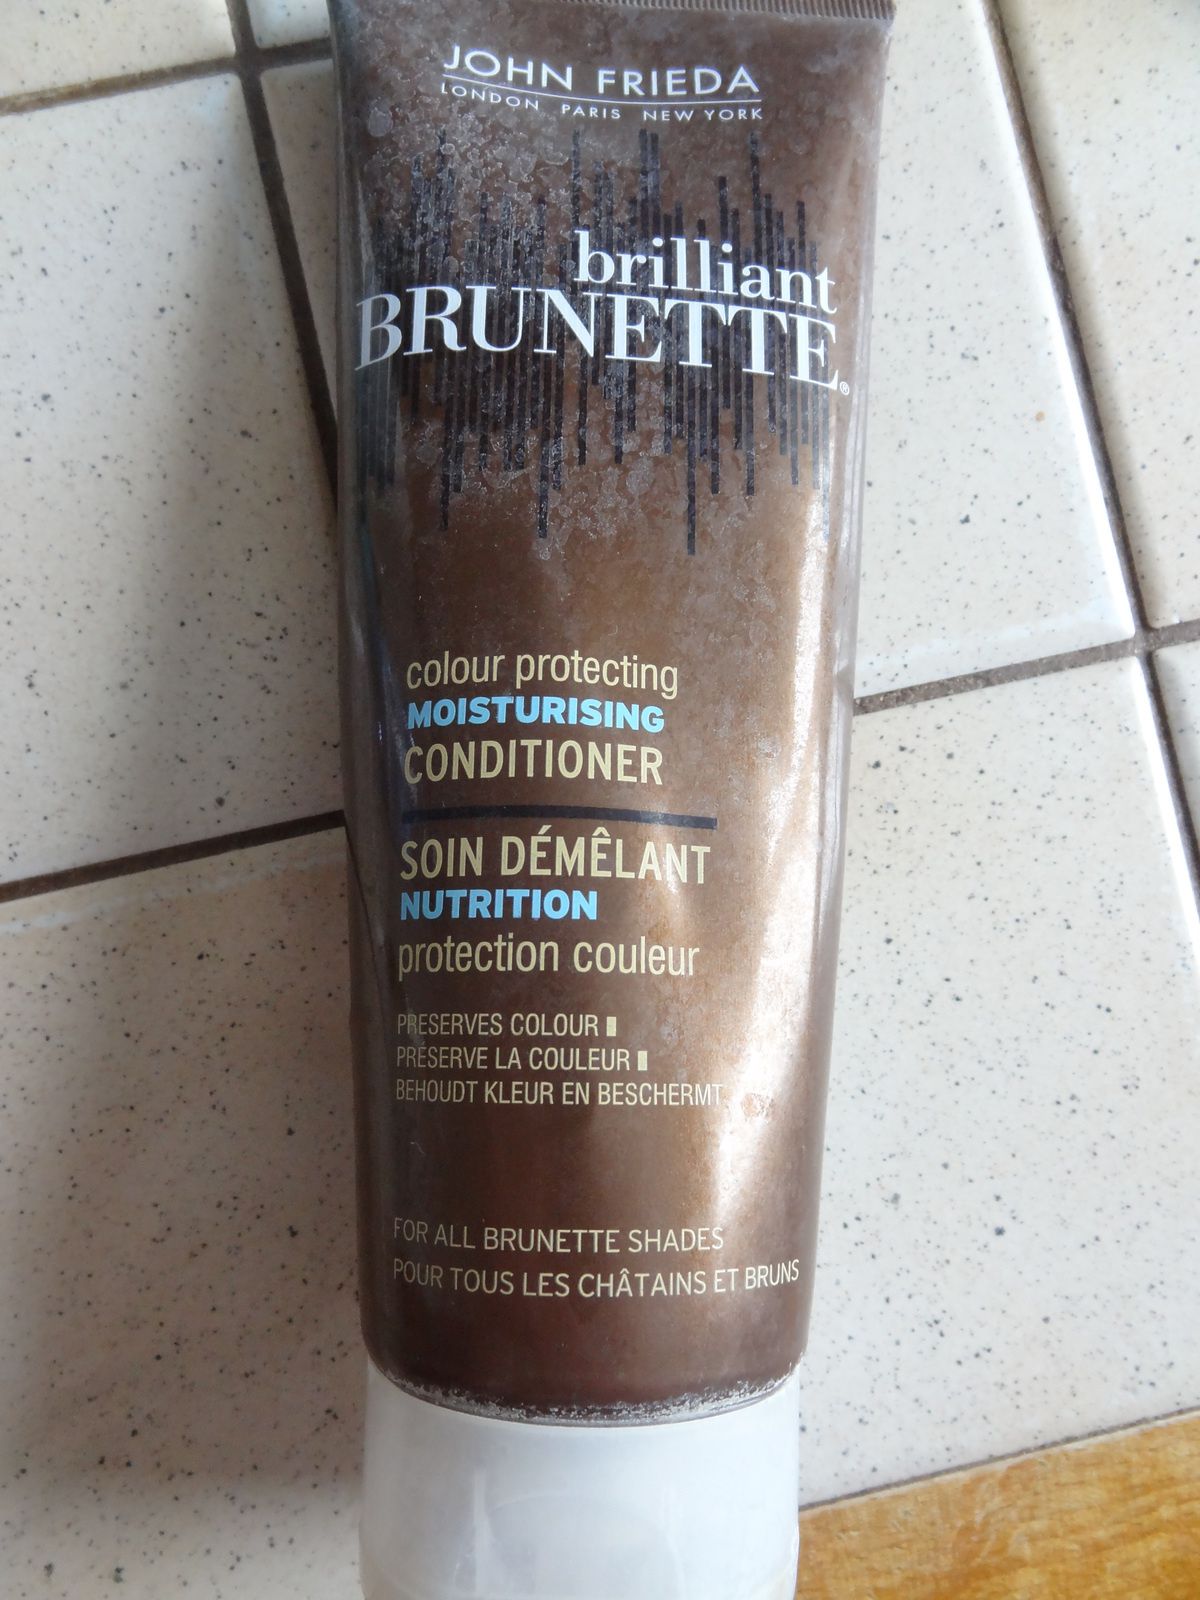 JOHN FRIEDA
LONDON PARIS NEW YORK
brilliant
BRUNETTE®
colour protecting
MOISTURISING
CONDITIONER
SOIN DÉMÊLANT
NUTRITION
protection couleur
PRESERVES COLOUR
PRÉSERVE LA COULEUR
BEHOUDT KLEUR EN BESCHERMT
FOR ALL BRUNETTE SHADES
POUR TOUS LES CHÂTAINS ET BRUNS